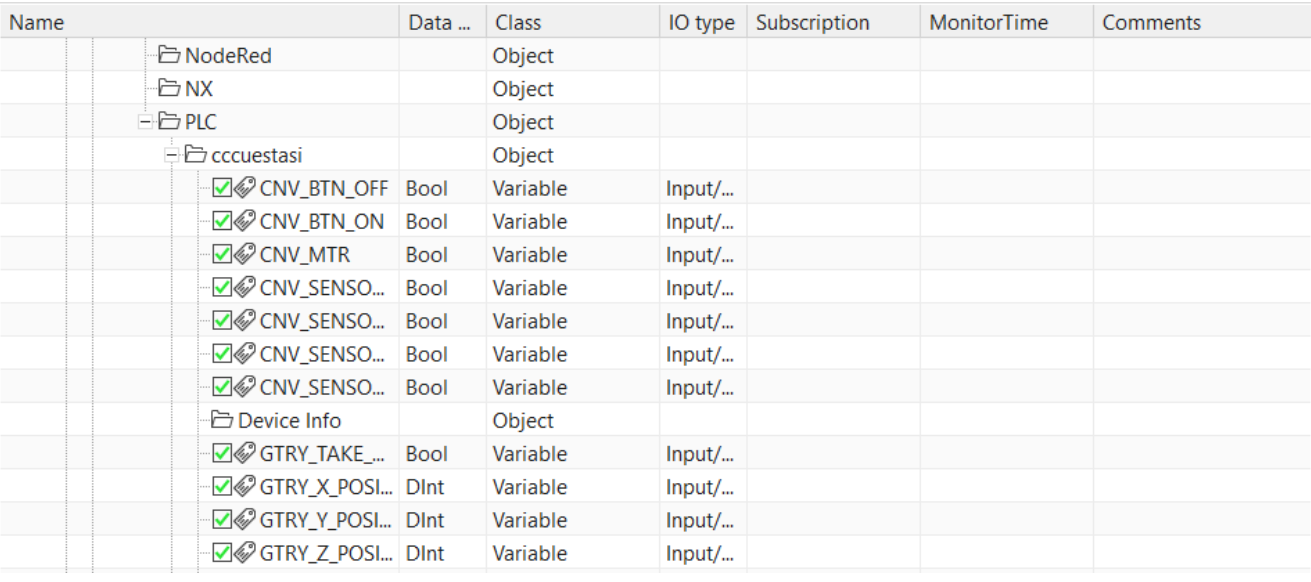 Name Data ... Class IO type Subscription MonitorTime Comments
NodeRed Object
NX Object
PLC Object
cccuestasi Object
CNV_BTN_OFF Bool Variable Input/...
CNV_BTN_ON Bool Variable Input/...
CNV_MTR Bool Variable Input/...
CNV_SENSO... Bool Variable Input/...
CNV_SENSO... Bool Variable Input/...
CNV_SENSO... Bool Variable Input/...
CNV_SENSO... Bool Variable Input/...
Device Info Object
GTRY_TAKE_... Bool Variable Input/...
GTRY_X_POSI... DInt Variable Input/...
GTRY_Y_POSI... DInt Variable Input/...
GTRY_Z_POSI... DInt Variable Input/...